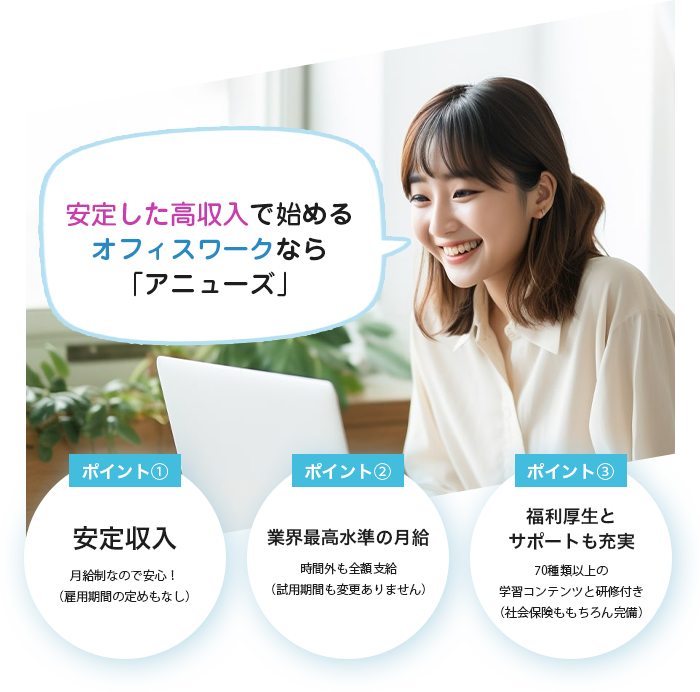 安定した高収入で始める
オフィスワークなら
「アニューズ」
ポイント①
安定収入
月給制なので安心！
（雇用期間の定めもなし）
ポイント②
業界最高水準の月給
時間外も全額支給
（試用期間も変更ありません）
ポイント③
福利厚生と
サポートも充実
70種類以上の
学習コンテンツと研修付き
（社会保険ももちろん完備）